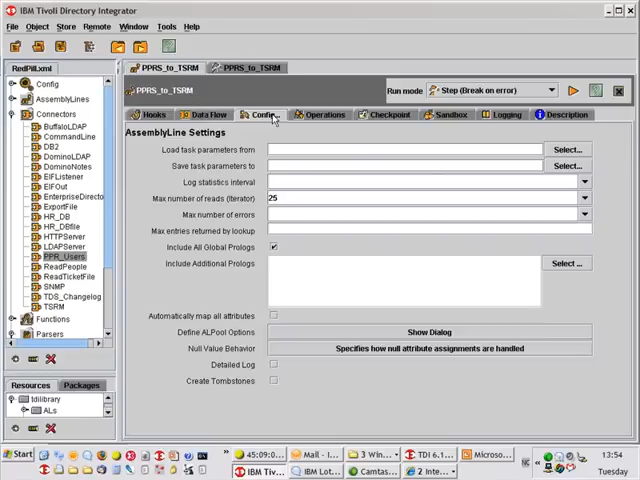 IBM Tivoli Directory Integrator
File Object Store Remote Window Tools Help
RedPill.xml
PPRS_to_TSRM PPRS_to_TSRM
PPRS_to_TSRM Run mode Step (Break on error)
Hooks Data Flow Config... Operations Checkpoint Sandbox Logging Description
AssemblyLine Settings
Load task parameters from Select...
Save task parameters to Select...
Log statistics interval
Max number of reads (Iterator) 25
Max number of errors
Max entries returned by lookup
Include All Global Prologs
Include Additional Prologs Select ...
Automatically map all attributes
Define ALPool Options Show Dialog
Null Value Behavior Specifies how null attribute assignments are handled
Detailed Log
Create Tombstones
Config
AssemblyLines
Connectors
BuffaloLDAP
CommandLine
DB2
DominoLDAP
DominoNotes
EIFListener
EIFOut
EnterpriseDirecto
ExportFile
HR_DB
HR_DBfile
HTTPServer
LDAPServer
PPR_Users
ReadPeople
ReadTicketFile
SNMP
TDS_Changelog
TSRM
Functions
Parsers
Resources Packages
tdilibrary
ALs
Start 45:09:0... Mail - I... 3 Win... TDI 6.1... Microso... 13:54
IBM Tiv... IBM Lot... Camtas... 2 Inte... Tuesday